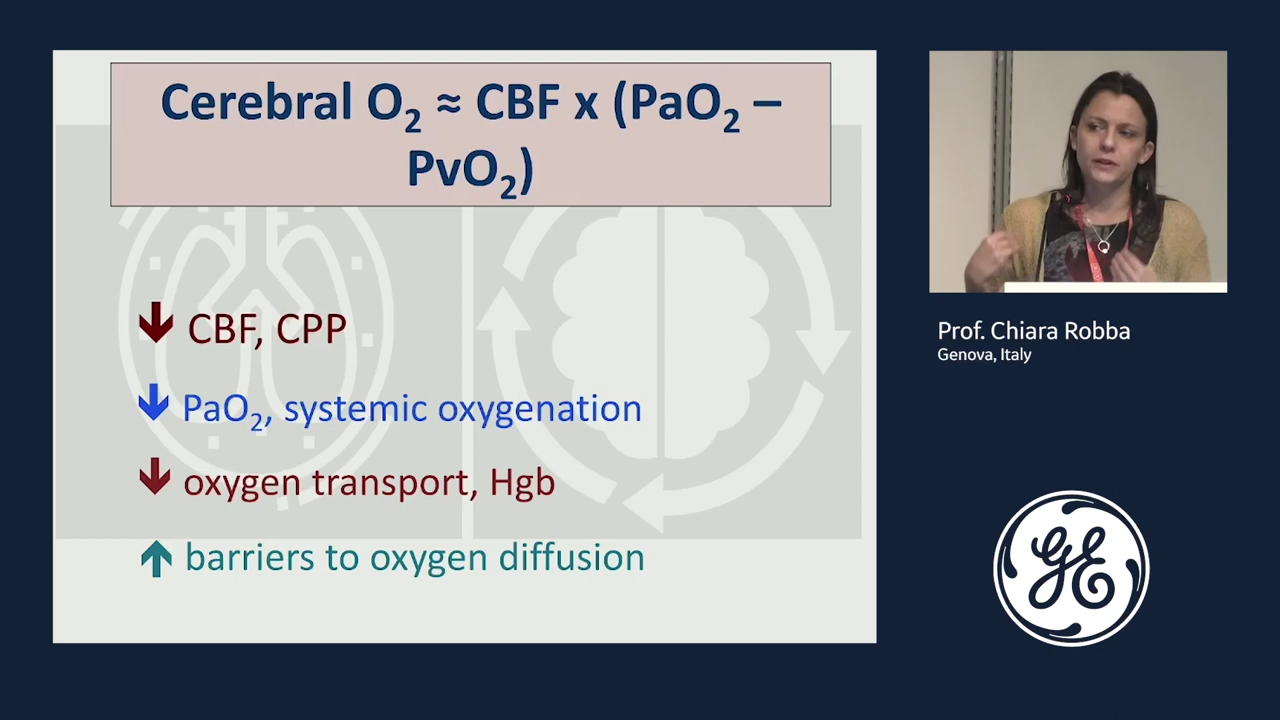 Cerebral O₂ ≈ CBF x (PaO₂ –
PvO₂)
↓ CBF, CPP
↓ PaO₂, systemic oxygenation
↓ oxygen transport, Hgb
↑ barriers to oxygen diffusion
Prof. Chiara Robba
Genova, Italy
GE